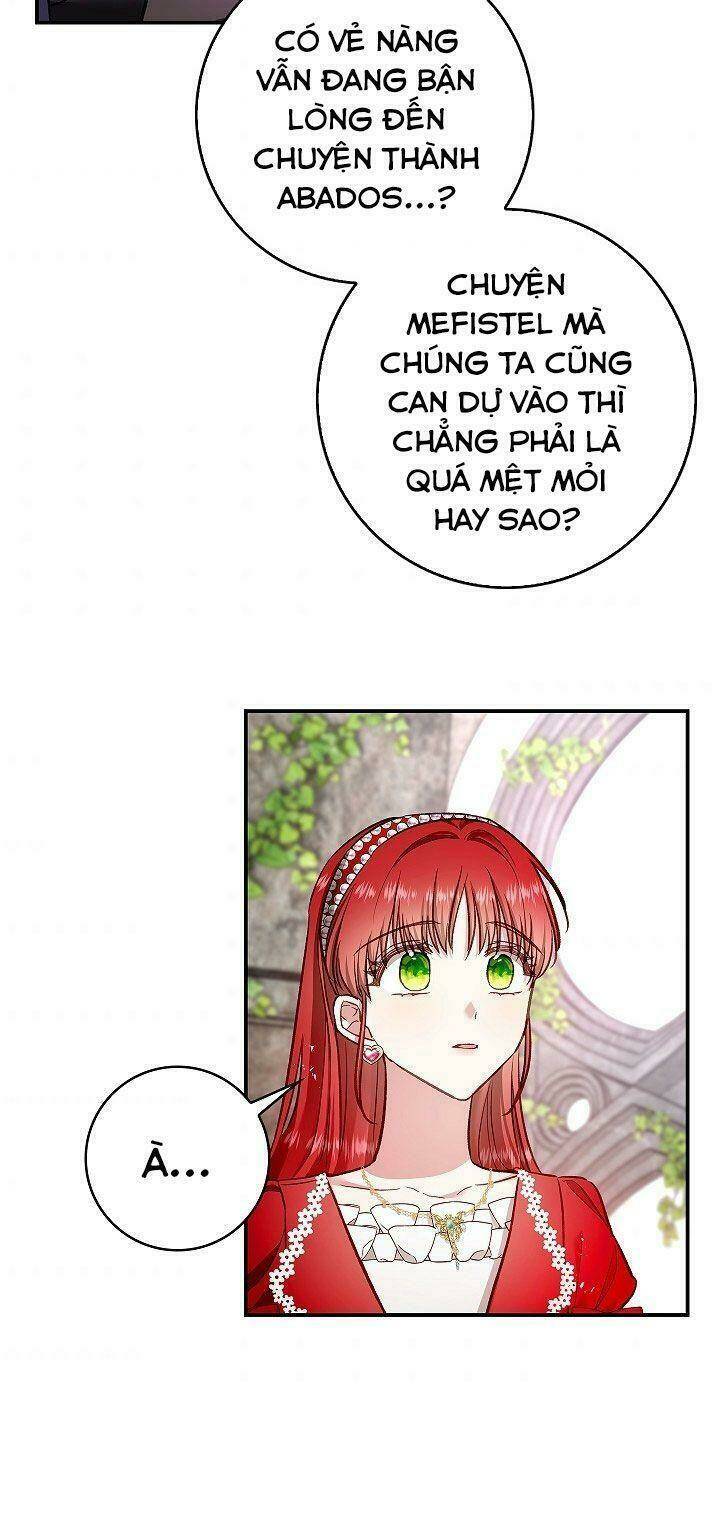 CÓ VẺ NÀNG
VẪN ĐANG BẬN
LÒNG ĐẾN
CHUYỆN THÀNH
ABADOS...?
CHUYỆN
MEFISTEL MÀ
CHÚNG TA CŨNG
CAN DỰ VÀO THÌ
CHẲNG PHẢI LÀ
QUÁ MỆT MỎI
HAY SAO?
À...